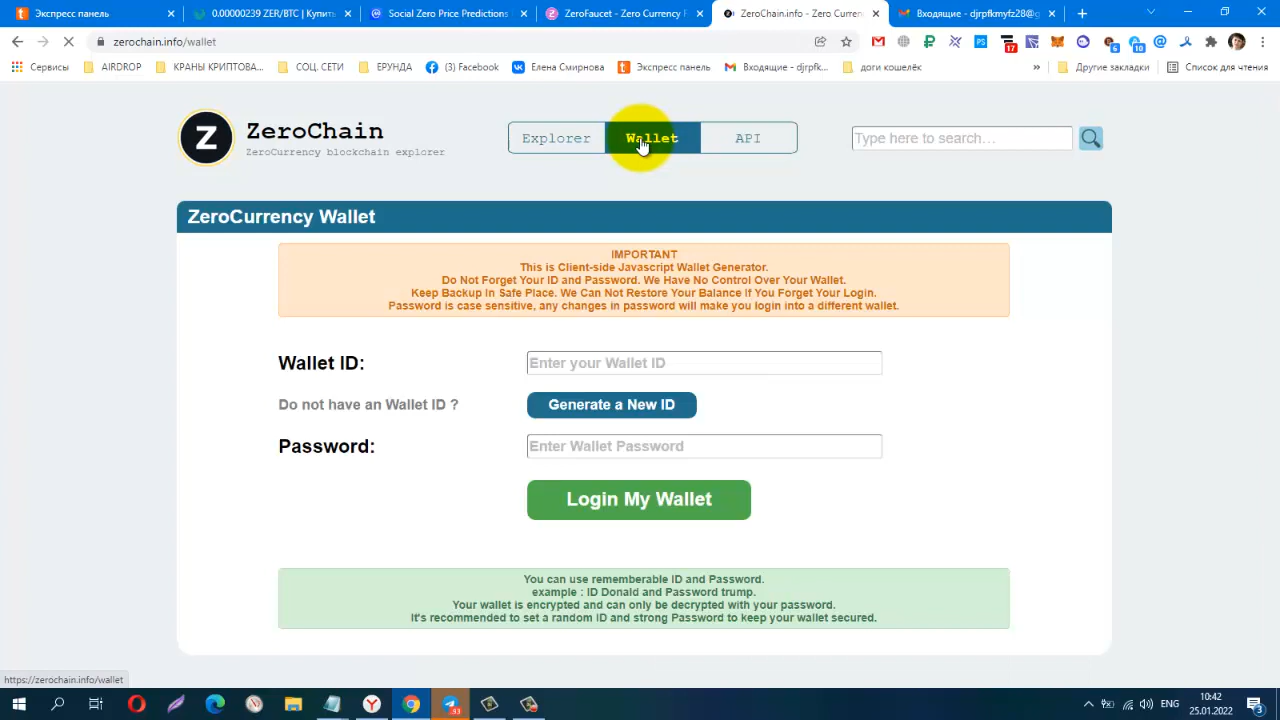 Экспресс панель
0.00000239 ZER/BTC | Купить
Social Zero Price Predictions
ZeroFaucet - Zero Currency F
ZeroChain.info - Zero Curren
Входящие - djrpfkmyfz28@g
zerochain.info/wallet
17
6
10
Сервисы
AIRDROP
КРАНЫ КРИПТОВА...
СОЦ. СЕТИ
ЕРУНДА
(3) Facebook
Елена Смирнова
Экспресс панель
Входящие - djrpfk...
доги кошелёк
»
Другие закладки
Список для чтения
Z
ZeroChain
ZeroCurrency blockchain explorer
Explorer
Wallet
API
Type here to search...
ZeroCurrency Wallet
IMPORTANT
This is Client-side Javascript Wallet Generator.
Do Not Forget Your ID and Password. We Have No Control Over Your Wallet.
Keep Backup In Safe Place. We Can Not Restore Your Balance If You Forget Your Login.
Password is case sensitive, any changes in password will make you login into a different wallet.
Wallet ID:
Enter your Wallet ID
Do not have an Wallet ID ?
Generate a New ID
Password:
Enter Wallet Password
Login My Wallet
You can use rememberable ID and Password.
example : ID Donald and Password trump.
Your wallet is encrypted and can only be decrypted with your password.
It's recommended to set a random ID and strong Password to keep your wallet secured.
https://zerochain.info/wallet
93
ENG
10:42
25.01.2022
3